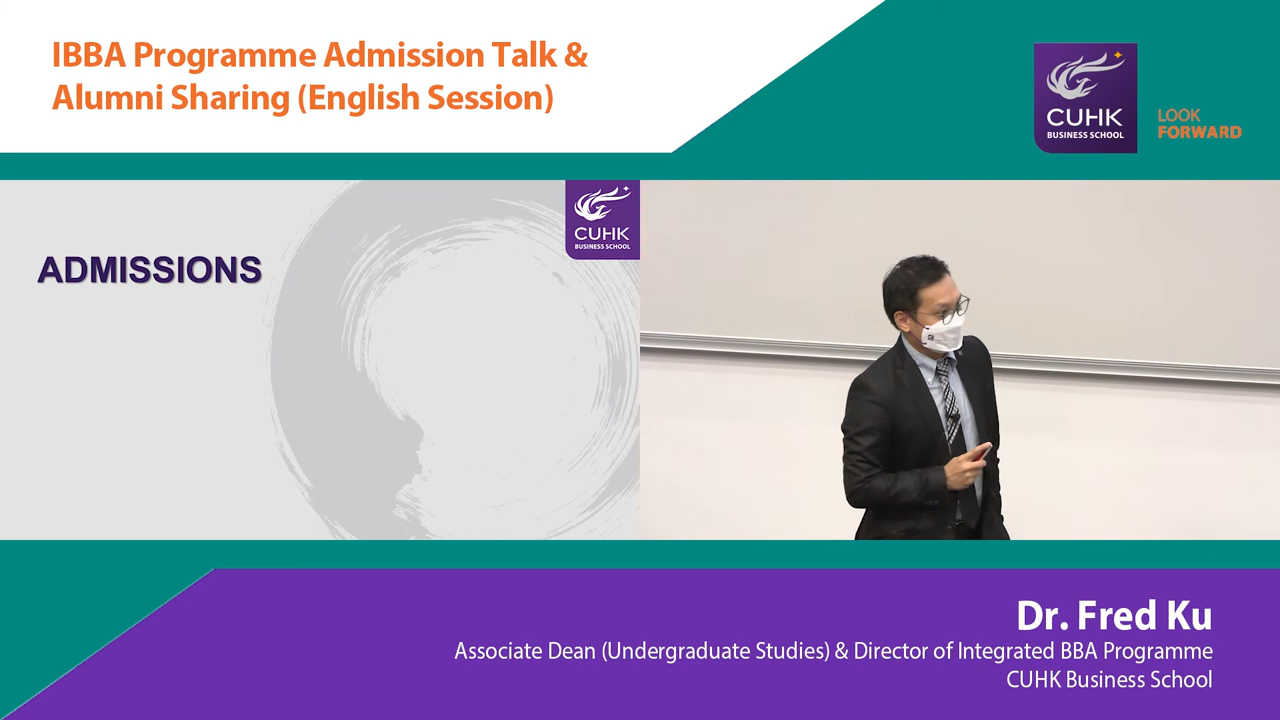 IBBA Programme Admission Talk &
Alumni Sharing (English Session)
CUHK
BUSINESS SCHOOL
LOOK
FORWARD
CUHK
BUSINESS SCHOOL
ADMISSIONS
Dr. Fred Ku
Associate Dean (Undergraduate Studies) & Director of Integrated BBA Programme
CUHK Business School